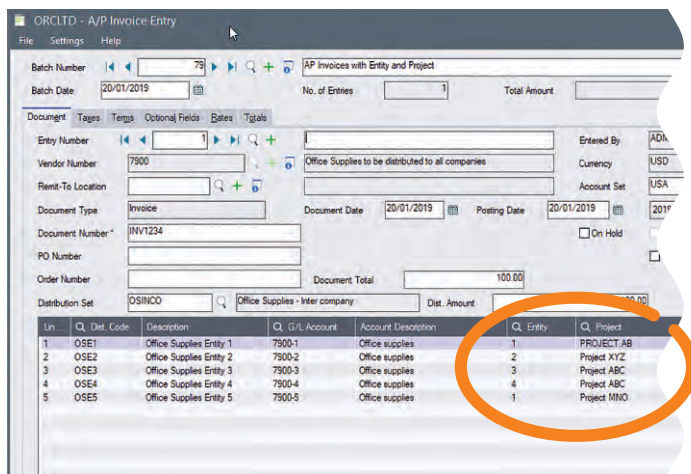 ORCLTD - A/P Invoice Entry
File Settings Help
Batch Number 79 AP Invoices with Entity and Project
Batch Date 20/01/2019 No. of Entries 1 Total Amount
Document Taxes Terms Optional Fields Rates Totals
Entry Number 1 Entered By
Vendor Number 7900 Office Supplies to be distributed to all companies Currency USD
Remit-To Location Account Set USA
Document Type Invoice Document Date 20/01/2019 Posting Date 20/01/2019
Document Number* INV1234 On Hold
PO Number
Order Number Document Total 100.00
Distribution Set OSINCO Office Supplies - Inter company Dist. Amount
Lin... Dist. Code Description G/L Account Account Description Entity Project
1 OSE1 Office Supplies Entity 1 7900-1 Office supplies 1 PROJECT AB
2 OSE2 Office Supplies Entity 2 7900-2 Office supplies 2 Project XYZ
3 OSE3 Office Supplies Entity 3 7900-3 Office supplies 3 Project ABC
4 OSE4 Office Supplies Entity 4 7900-4 Office supplies 4 Project ABC
5 OSE5 Office Supplies Entity 5 7900-5 Office supplies 1 Project MNO